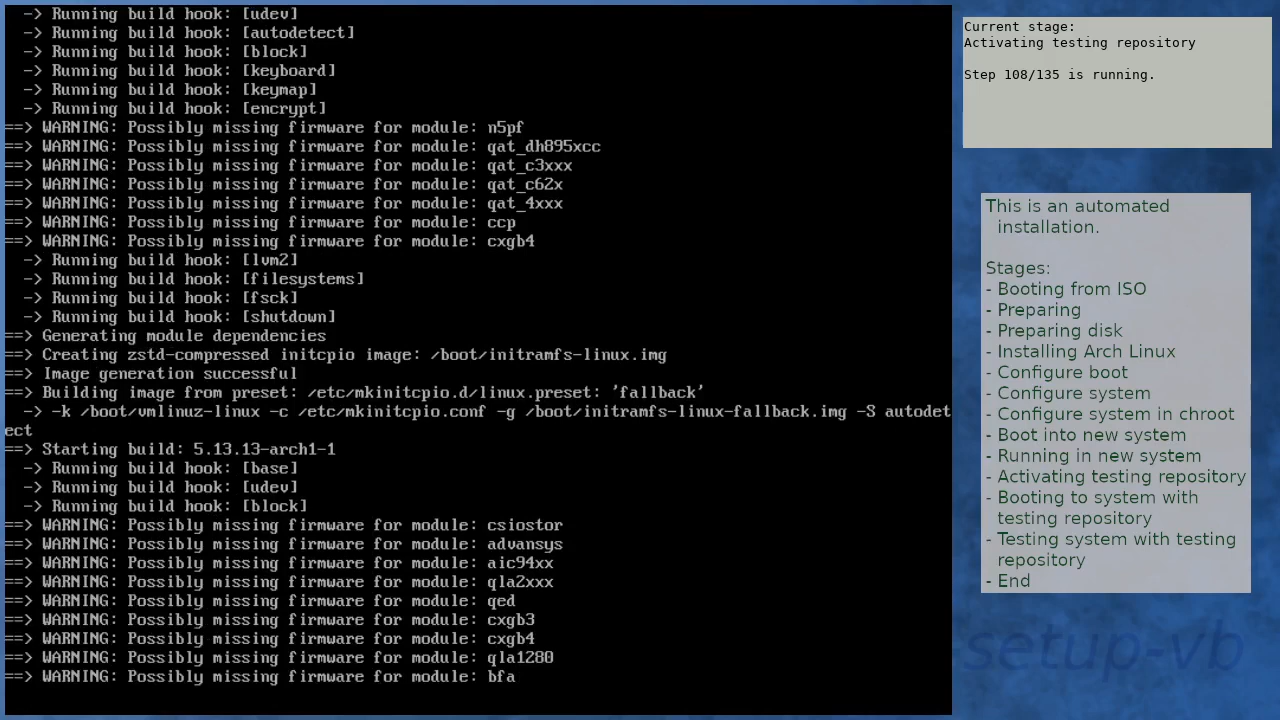 -> Running build hook: [udev]
-> Running build hook: [autodetect]
-> Running build hook: [block]
-> Running build hook: [keyboard]
-> Running build hook: [keymap]
-> Running build hook: [encrypt]
==> WARNING: Possibly missing firmware for module: n5pf
==> WARNING: Possibly missing firmware for module: qat_dh895xcc
==> WARNING: Possibly missing firmware for module: qat_c3xxx
==> WARNING: Possibly missing firmware for module: qat_c62x
==> WARNING: Possibly missing firmware for module: qat_4xxx
==> WARNING: Possibly missing firmware for module: ccp
==> WARNING: Possibly missing firmware for module: cxgb4
-> Running build hook: [lvm2]
-> Running build hook: [filesystems]
-> Running build hook: [fsck]
-> Running build hook: [shutdown]
==> Generating module dependencies
==> Creating zstd-compressed initcpio image: /boot/initramfs-linux.img
==> Image generation successful
==> Building image from preset: /etc/mkinitcpio.d/linux.preset: 'fallback'
-> -k /boot/vmlinuz-linux -c /etc/mkinitcpio.conf -g /boot/initramfs-linux-fallback.img -S autodet
ect
==> Starting build: 5.13.13-arch1-1
-> Running build hook: [base]
-> Running build hook: [udev]
-> Running build hook: [block]
==> WARNING: Possibly missing firmware for module: csiostor
==> WARNING: Possibly missing firmware for module: advansys
==> WARNING: Possibly missing firmware for module: aic94xx
==> WARNING: Possibly missing firmware for module: qla2xxx
==> WARNING: Possibly missing firmware for module: qed
==> WARNING: Possibly missing firmware for module: cxgb3
==> WARNING: Possibly missing firmware for module: cxgb4
==> WARNING: Possibly missing firmware for module: qla1280
==> WARNING: Possibly missing firmware for module: bfa
Current stage:
Activating testing repository
Step 108/135 is running.
This is an automated
installation.
Stages:
- Booting from ISO
- Preparing
- Preparing disk
- Installing Arch Linux
- Configure boot
- Configure system
- Configure system in chroot
- Boot into new system
- Running in new system
- Activating testing repository
- Booting to system with
testing repository
- Testing system with testing
repository
- End
setup-vb